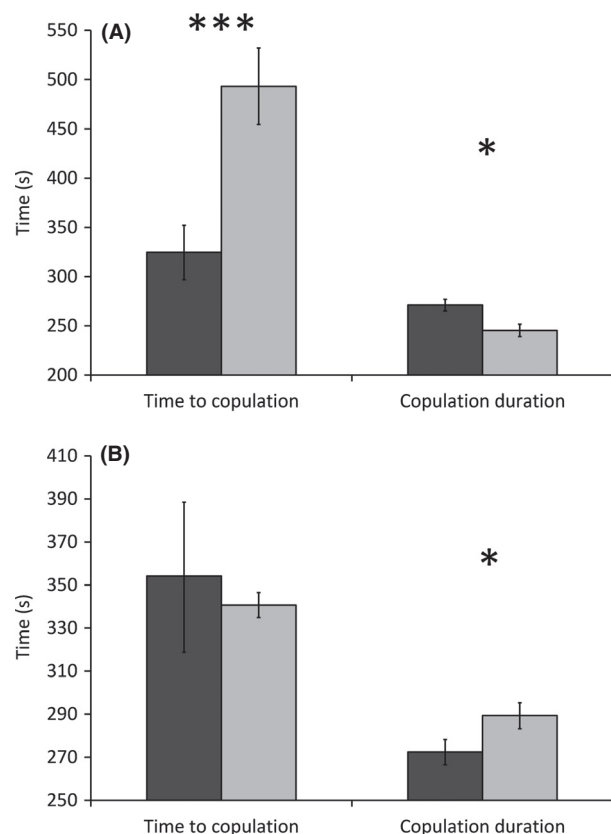 (A)
***
550
500
450
400
350
300
250
200
Time (s)
*
Time to copulation
Copulation duration
(B)
410
390
370
350
330
310
290
270
250
Time (s)
*
Time to copulation
Copulation duration